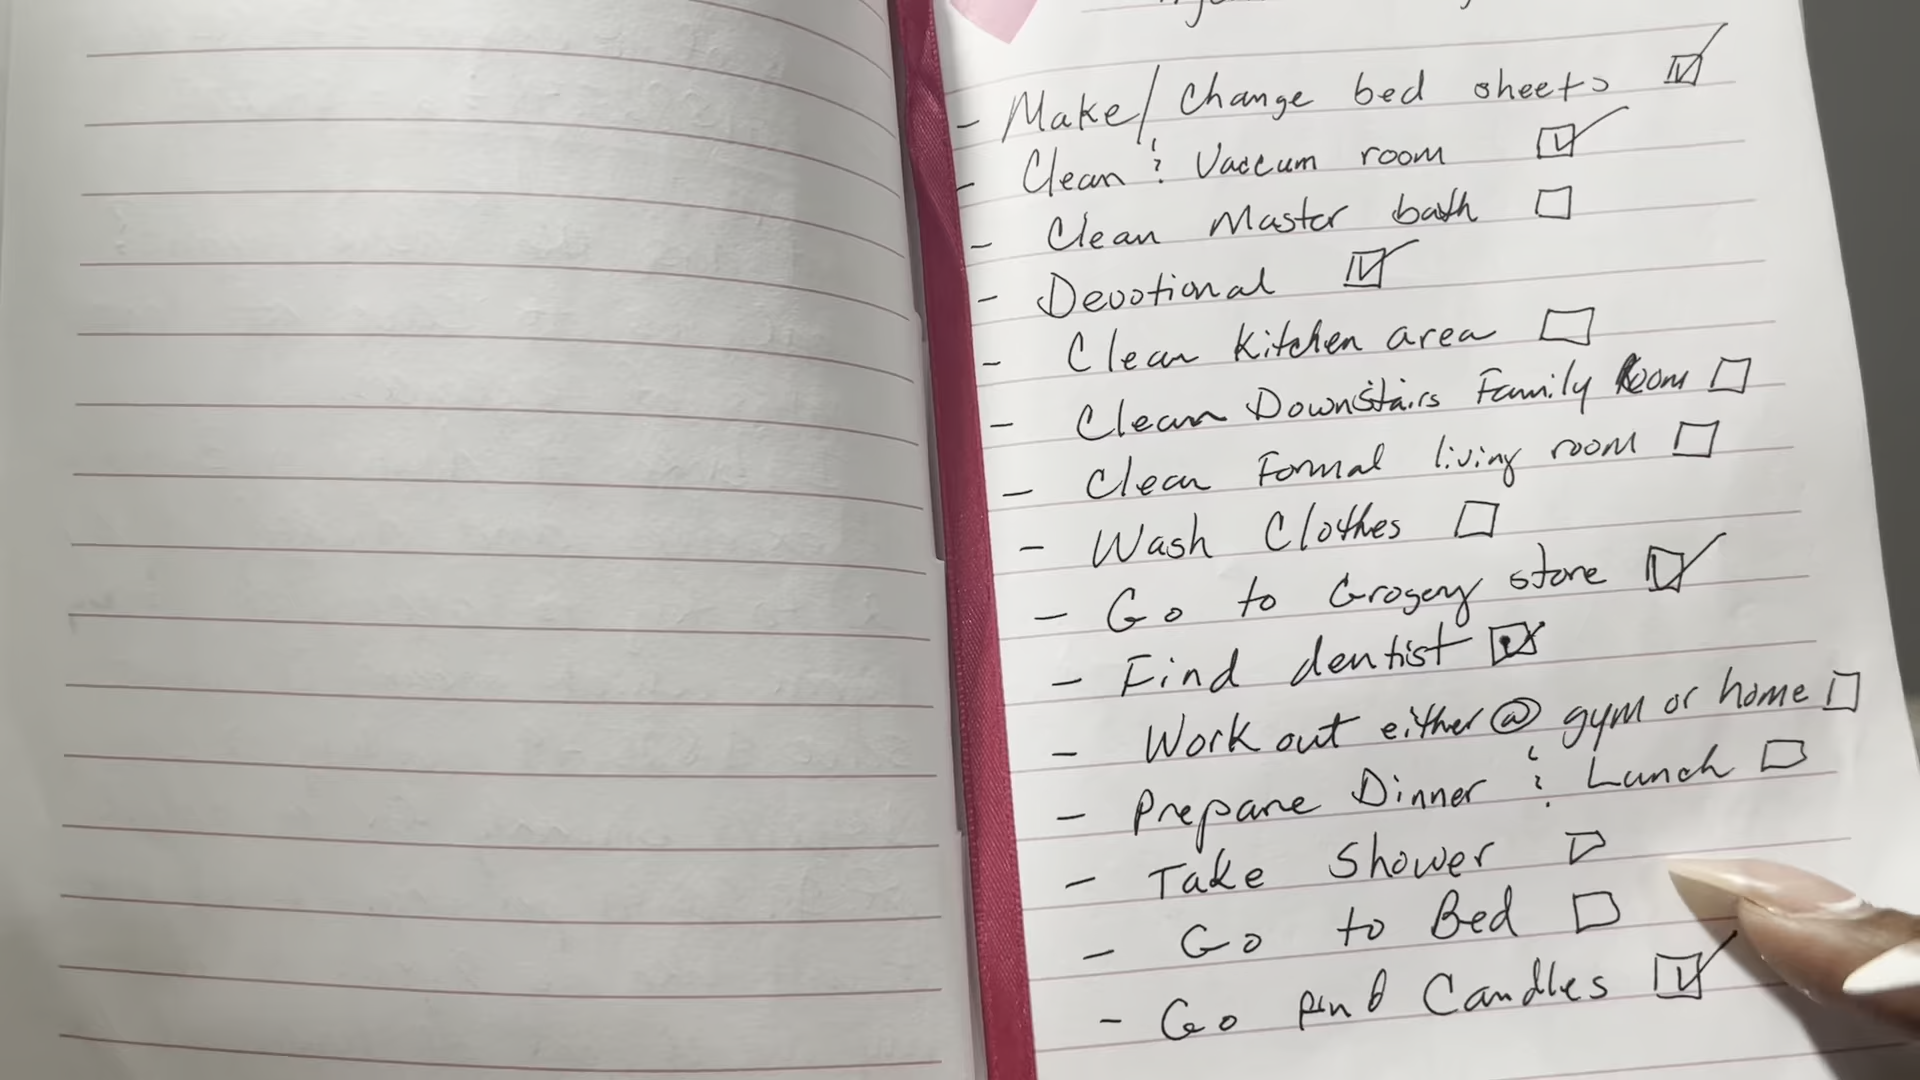 - Make/Change bed sheets ☑
- Clean & Vaccum room ☑
- Clean Master bath ☐
- Devotional ☑
- Clean Kitchen area ☐
- Clean Downstairs Family Room ☐
- Clean Formal living room ☐
- Wash Clothes ☐
- Go to Grogery store ☑
- Find dentist ☑
- Work out either @ gym or home ☐
- Prepare Dinner & Lunch ☐
- Take Shower ☐
- Go to Bed ☐
- Go find Candles ☑